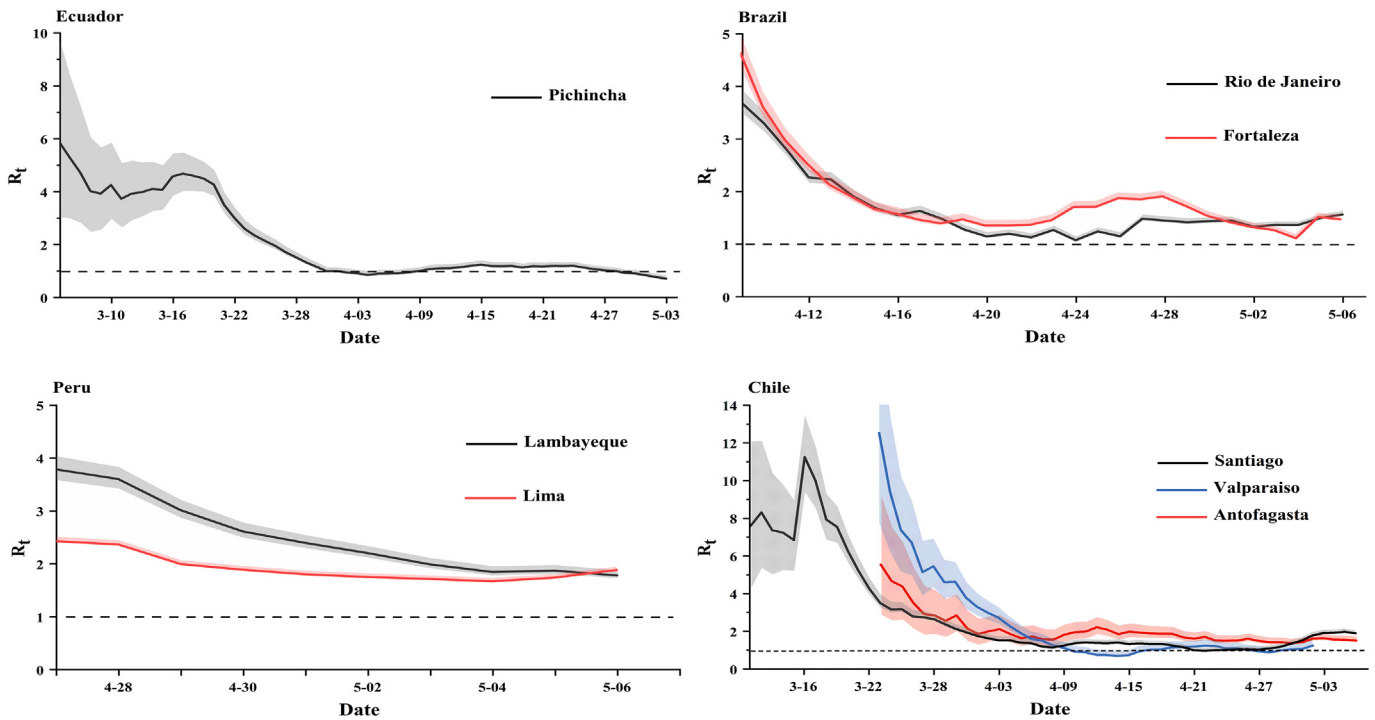 Ecuador
10
8
6
4
2
0
Rt
Pichincha
3-10 3-16 3-22 3-28 4-03 4-09 4-15 4-21 4-27 5-03
Date
Brazil
5
4
3
2
1
0
Rt
Rio de Janeiro
Fortaleza
4-12 4-16 4-20 4-24 4-28 5-02 5-06
Date
Peru
5
4
3
2
1
0
Rt
Lambayeque
Lima
4-28 4-30 5-02 5-04 5-06
Date
Chile
14
12
10
8
6
4
2
0
Rt
Santiago
Valparaiso
Antofagasta
3-16 3-22 3-28 4-03 4-09 4-15 4-21 4-27 5-03
Date